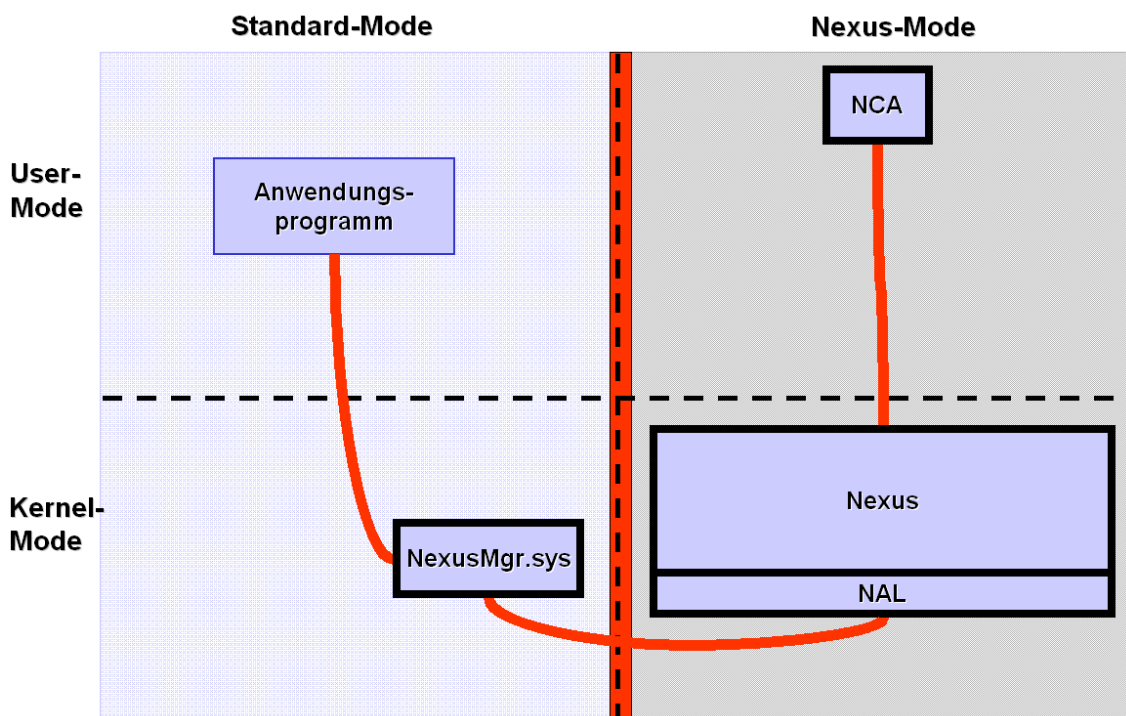 Standard-Mode
Nexus-Mode
NCA
User-
Mode
Anwendungs-
programm
Kernel-
Mode
Nexus
NexusMgr.sys
NAL